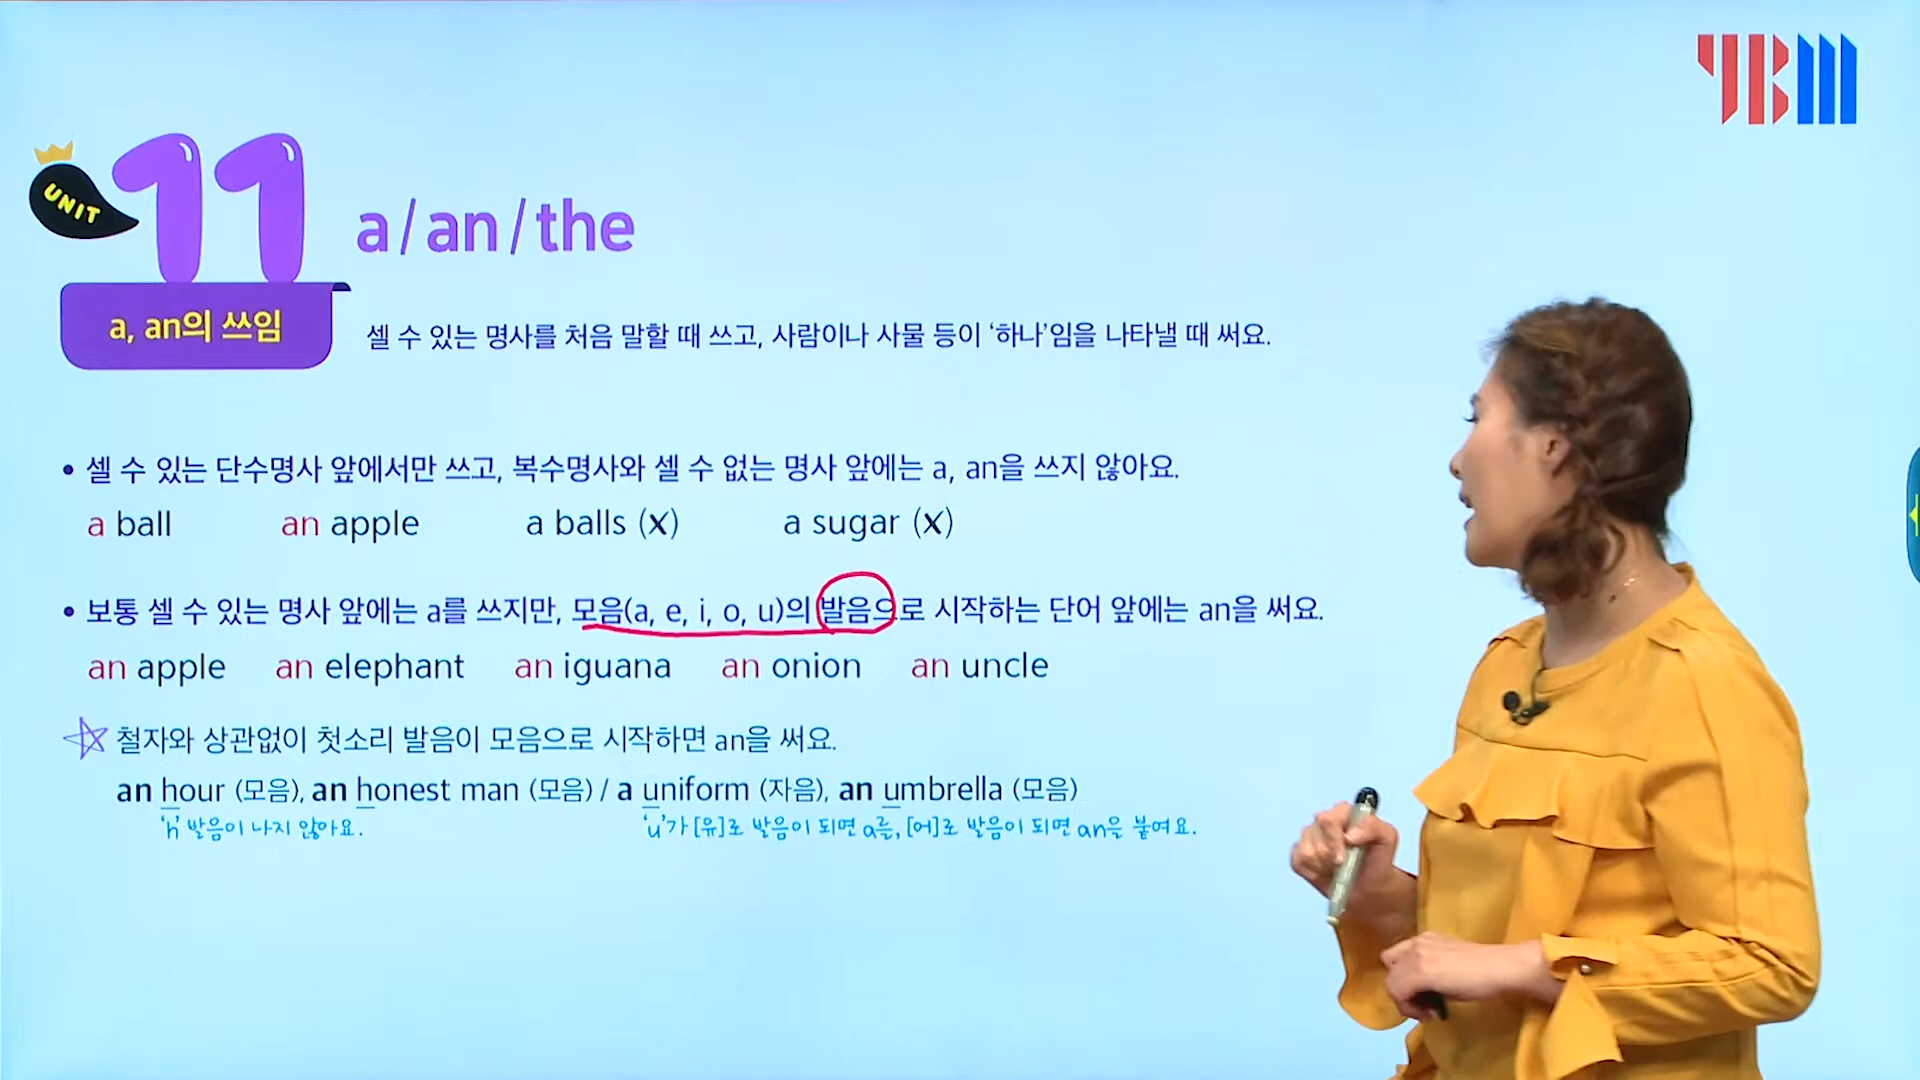 YBM
UNIT
11
a / an / the
a, an의 쓰임
셀 수 있는 명사를 처음 말할 때 쓰고, 사람이나 사물 등이 ‘하나’임을 나타낼 때 써요.
• 셀 수 있는 단수명사 앞에서만 쓰고, 복수명사와 셀 수 없는 명사 앞에는 a, an을 쓰지 않아요.
a ball an apple a balls (x) a sugar (x)
• 보통 셀 수 있는 명사 앞에는 a를 쓰지만, 모음(a, e, i, o, u)의 발음으로 시작하는 단어 앞에는 an을 써요.
an apple an elephant an iguana an onion an uncle
철자와 상관없이 첫소리 발음이 모음으로 시작하면 an을 써요.
an hour (모음), an honest man (모음) / a uniform (자음), an umbrella (모음)
‘h’ 발음이 나지 않아요. ‘u’가 [유]로 발음이 되면 a를, [어]로 발음이 되면 an을 붙여요.